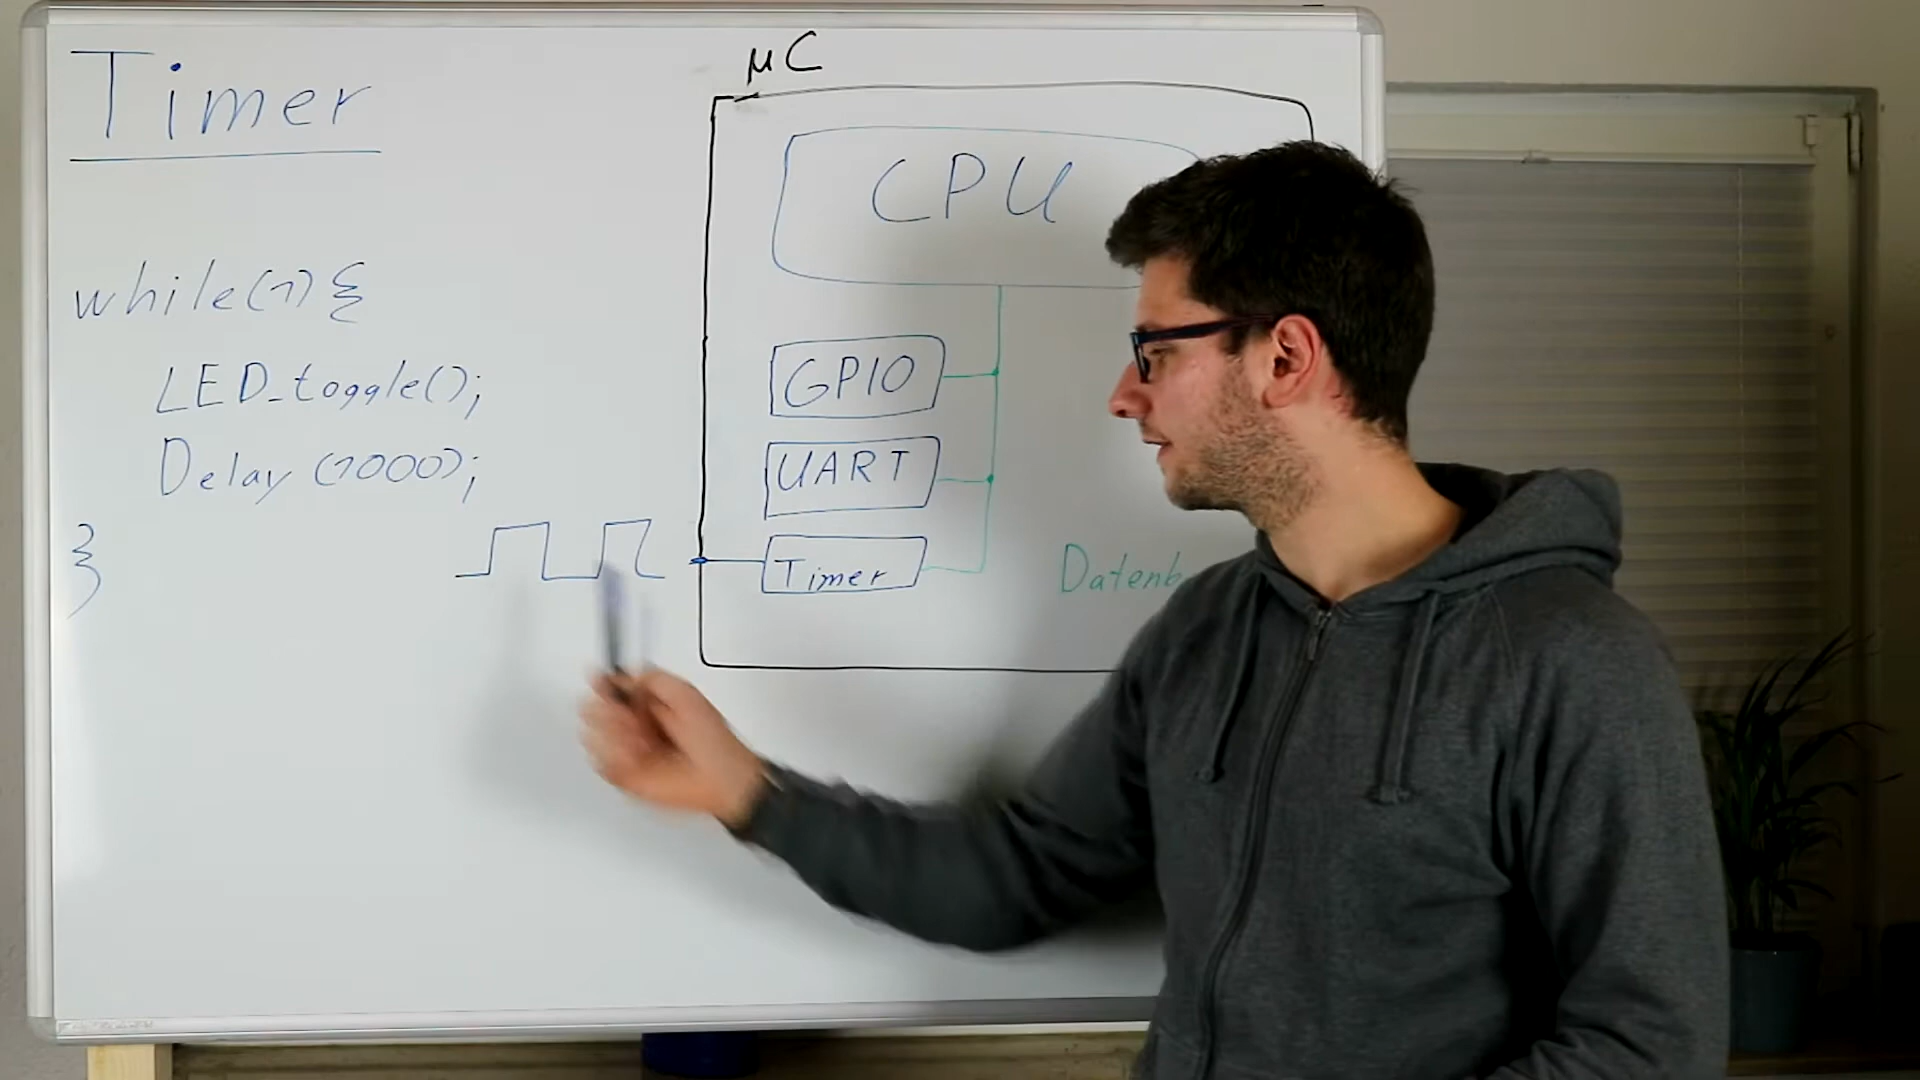 Timer
while(1){
LED_toggle();
Delay(1000);
}
µC
CPU
GPIO
UART
Timer